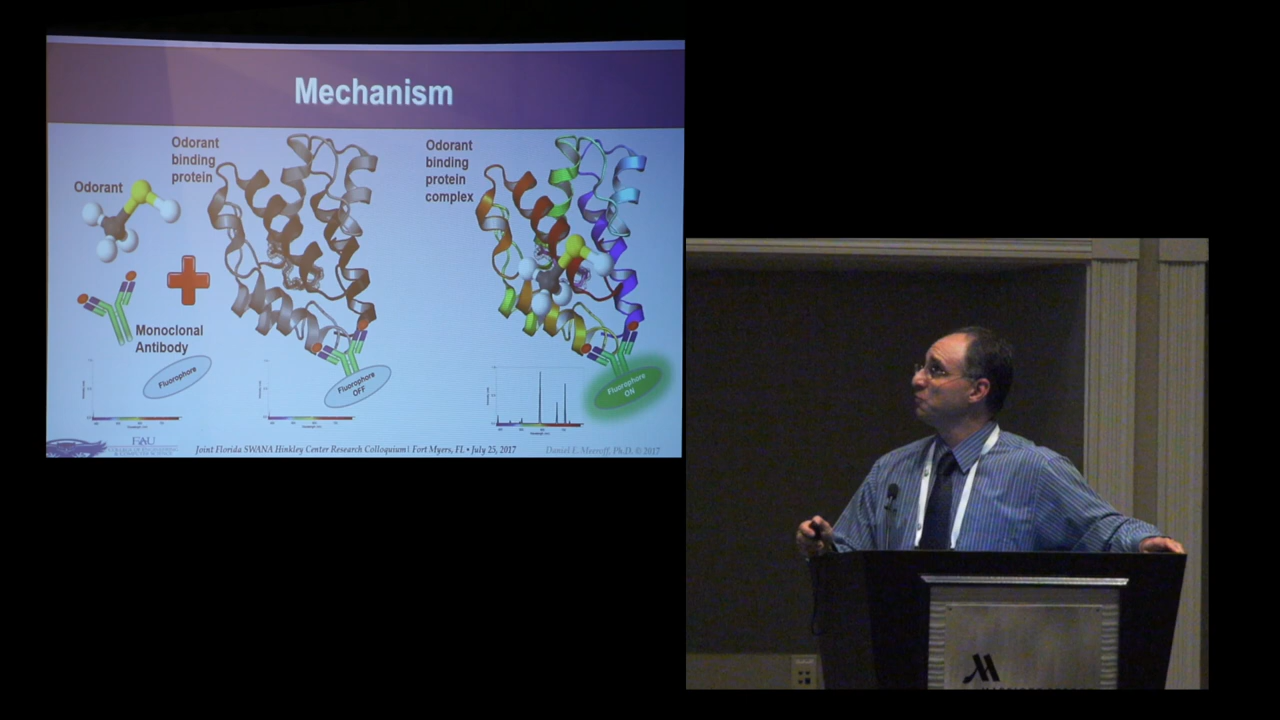 Mechanism
Odorant
binding
protein
Odorant
Monoclonal
Antibody
Fluorophore
Fluorophore
OFF
Odorant
binding
protein
complex
Fluorophore
ON
FAU
Joint Florida SWANA Hinkley Center Research Colloquium | Fort Myers, FL • July 25, 2017
Daniel E. Meeroff, Ph.D. © 2017